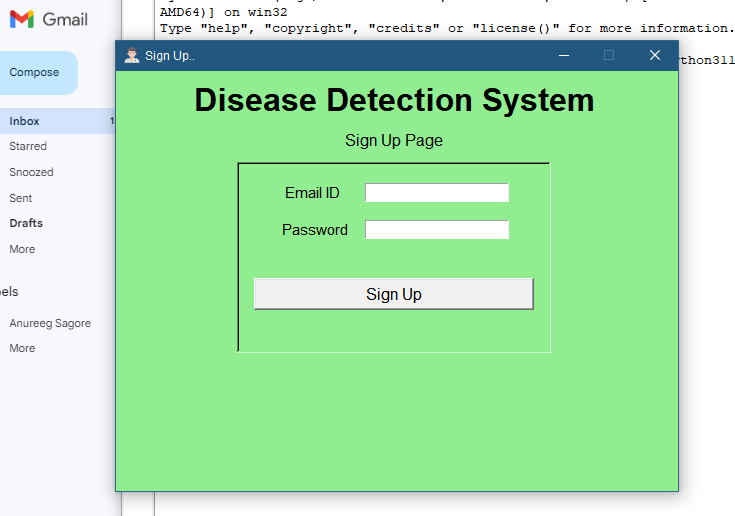 Gmail
Compose
Inbox 1
Starred
Snoozed
Sent
Drafts
More
Anureeg Sagore
More
AMD64)] on win32
Type "help", "copyright", "credits" or "license()" for more information.
Sign Up..
Disease Detection System
Sign Up Page
Email ID
Password
Sign Up